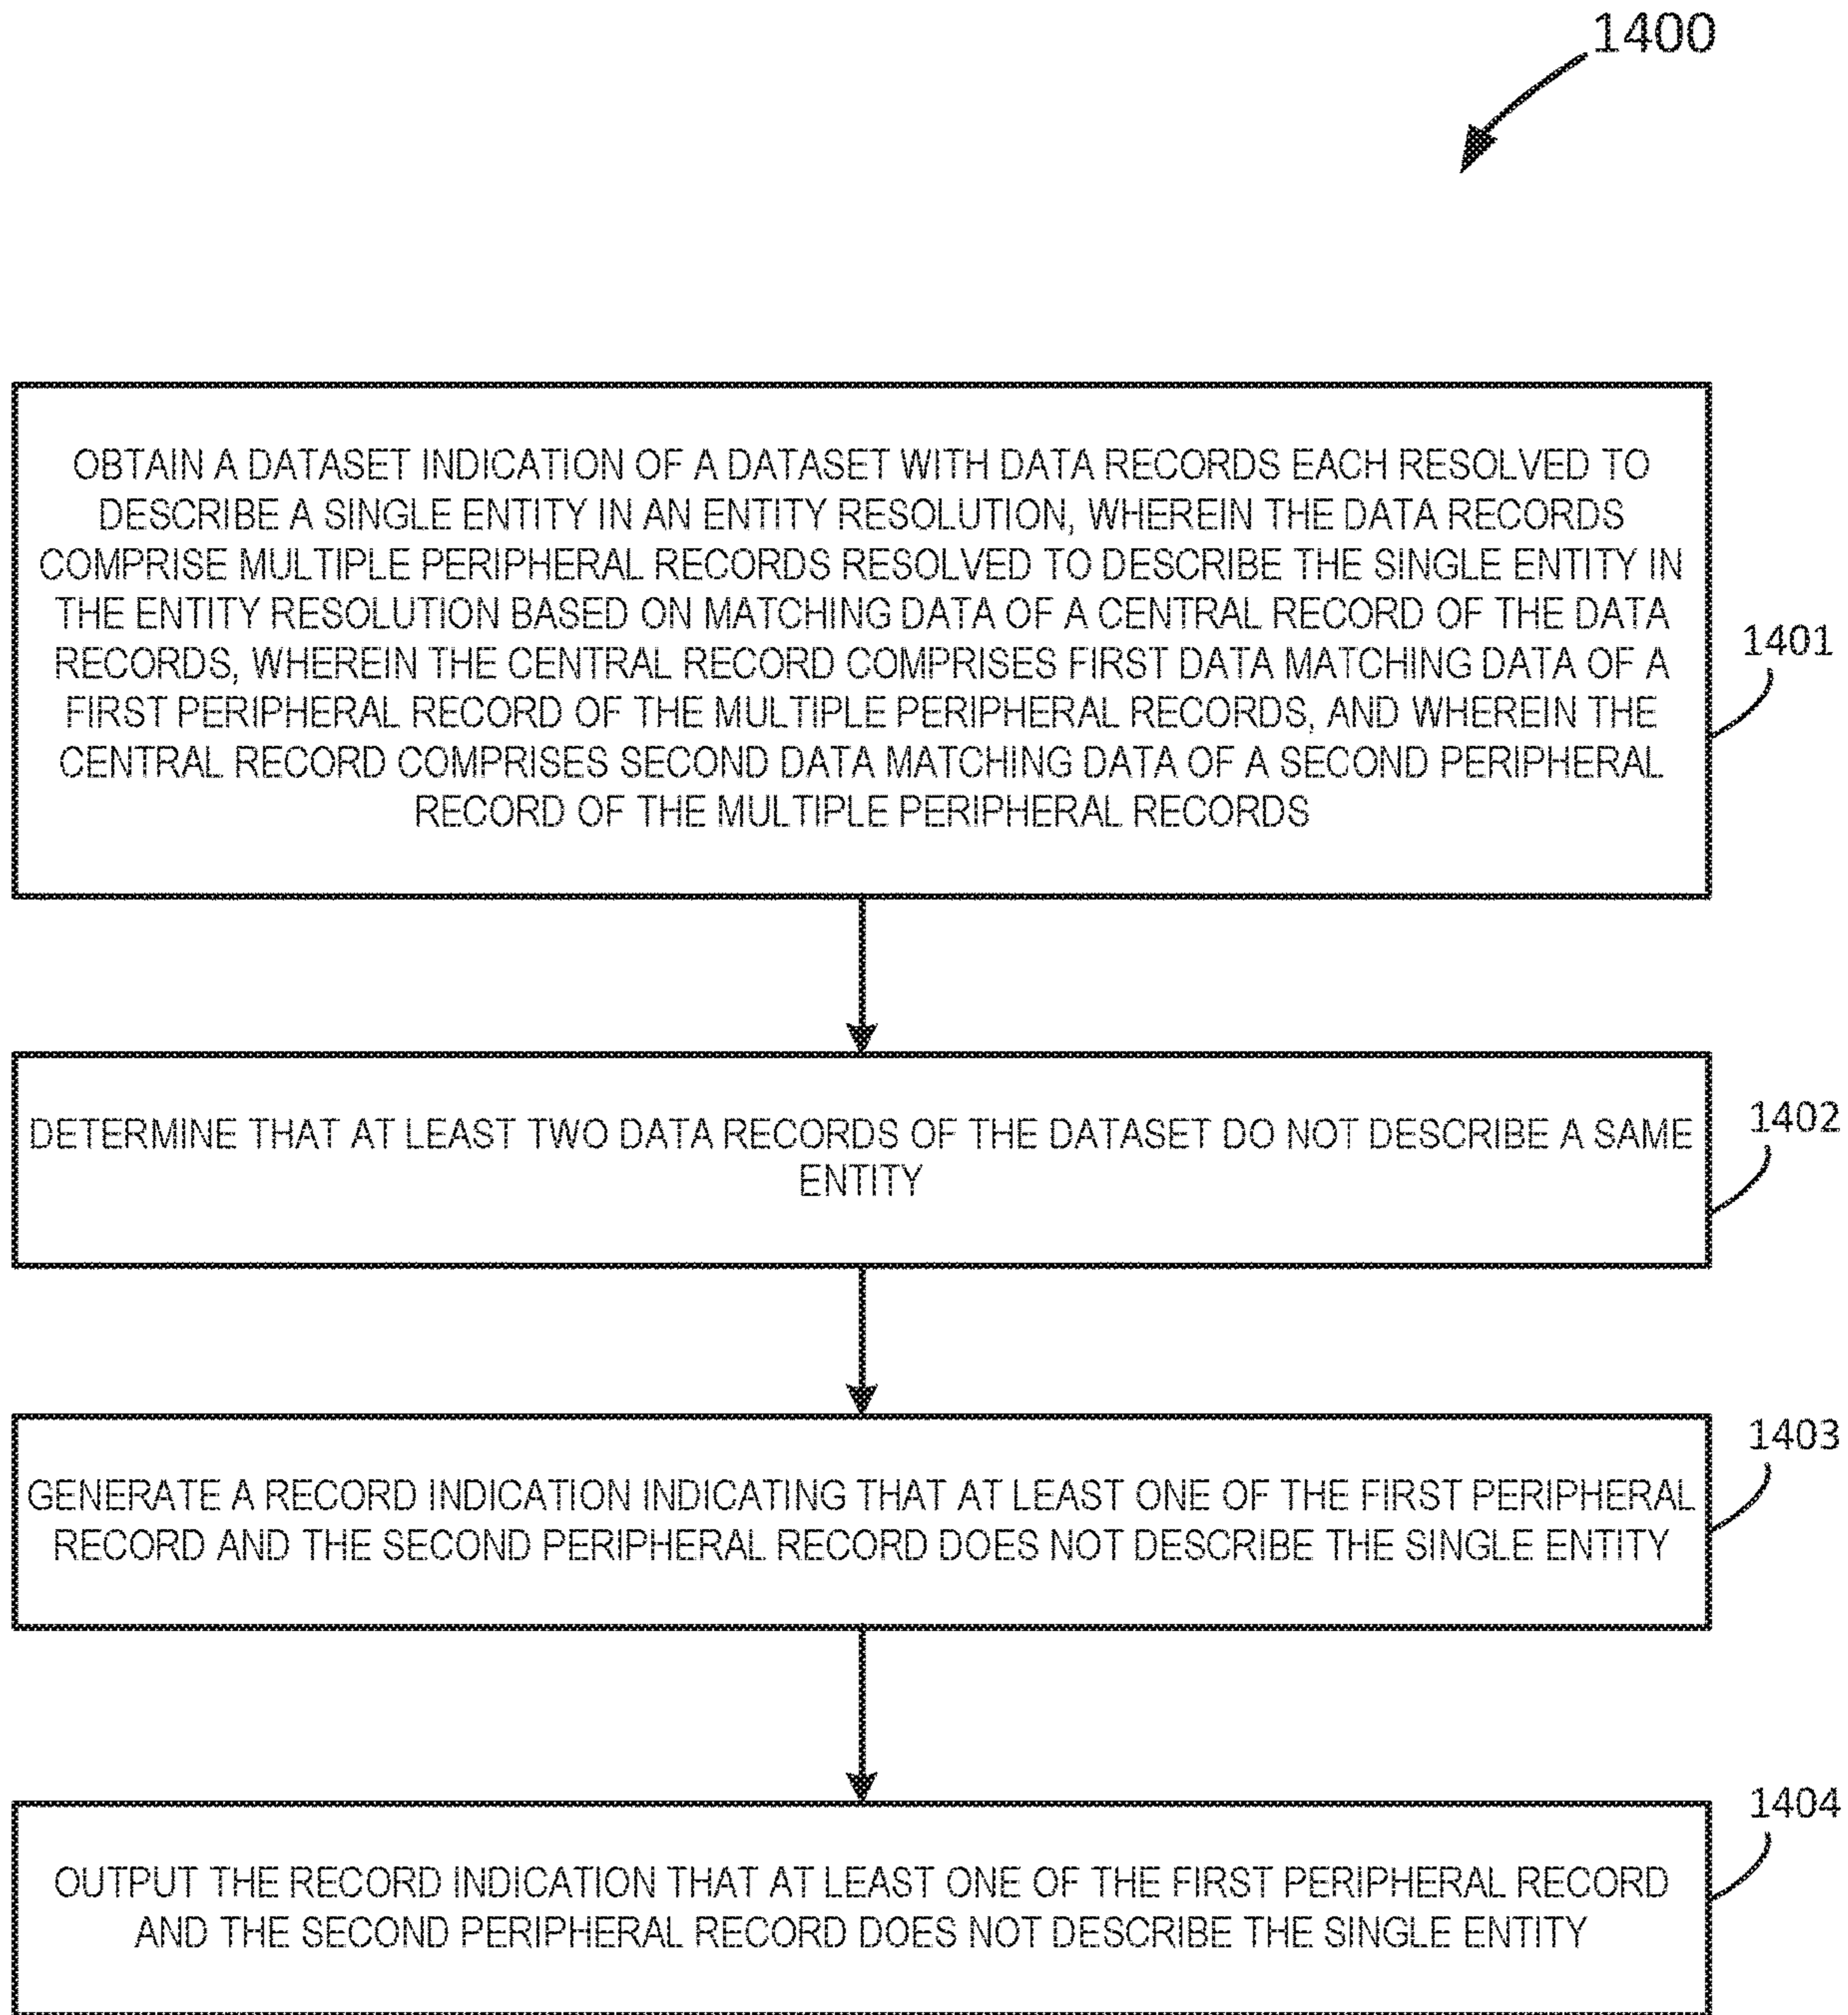 1400
OBTAIN A DATASET INDICATION OF A DATASET WITH DATA RECORDS EACH RESOLVED TO
DESCRIBE A SINGLE ENTITY IN AN ENTITY RESOLUTION, WHEREIN THE DATA RECORDS
COMPRISE MULTIPLE PERIPHERAL RECORDS RESOLVED TO DESCRIBE THE SINGLE ENTITY IN
THE ENTITY RESOLUTION BASED ON MATCHING DATA OF A CENTRAL RECORD OF THE DATA
RECORDS, WHEREIN THE CENTRAL RECORD COMPRISES FIRST DATA MATCHING DATA OF A
FIRST PERIPHERAL RECORD OF THE MULTIPLE PERIPHERAL RECORDS, AND WHEREIN THE
CENTRAL RECORD COMPRISES SECOND DATA MATCHING DATA OF A SECOND PERIPHERAL
RECORD OF THE MULTIPLE PERIPHERAL RECORDS
1401
DETERMINE THAT AT LEAST TWO DATA RECORDS OF THE DATASET DO NOT DESCRIBE A SAME
ENTITY
1402
GENERATE A RECORD INDICATION INDICATING THAT AT LEAST ONE OF THE FIRST PERIPHERAL
RECORD AND THE SECOND PERIPHERAL RECORD DOES NOT DESCRIBE THE SINGLE ENTITY
1403
OUTPUT THE RECORD INDICATION THAT AT LEAST ONE OF THE FIRST PERIPHERAL RECORD
AND THE SECOND PERIPHERAL RECORD DOES NOT DESCRIBE THE SINGLE ENTITY
1404